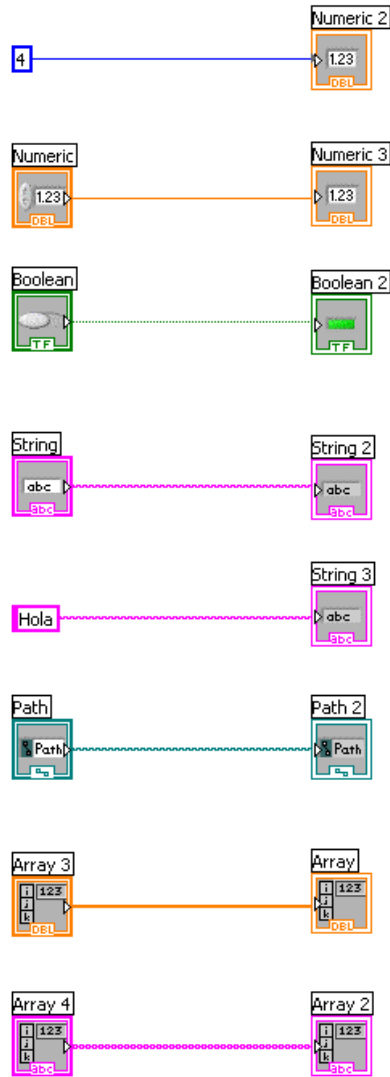 Numeric 2
4
1.23
DBL
Numeric
Numeric 3
1.23
1.23
DBL
DBL
Boolean
Boolean 2
TF
TF
String
String 2
abc
abc
abc
abc
String 3
Hola
abc
abc
Path
Path 2
Path
Path
Array 3
Array
i 123
i 123
j
j
k
k
DBL
DBL
Array 4
Array 2
i 123
i 123
j
j
k
k
abc
abc